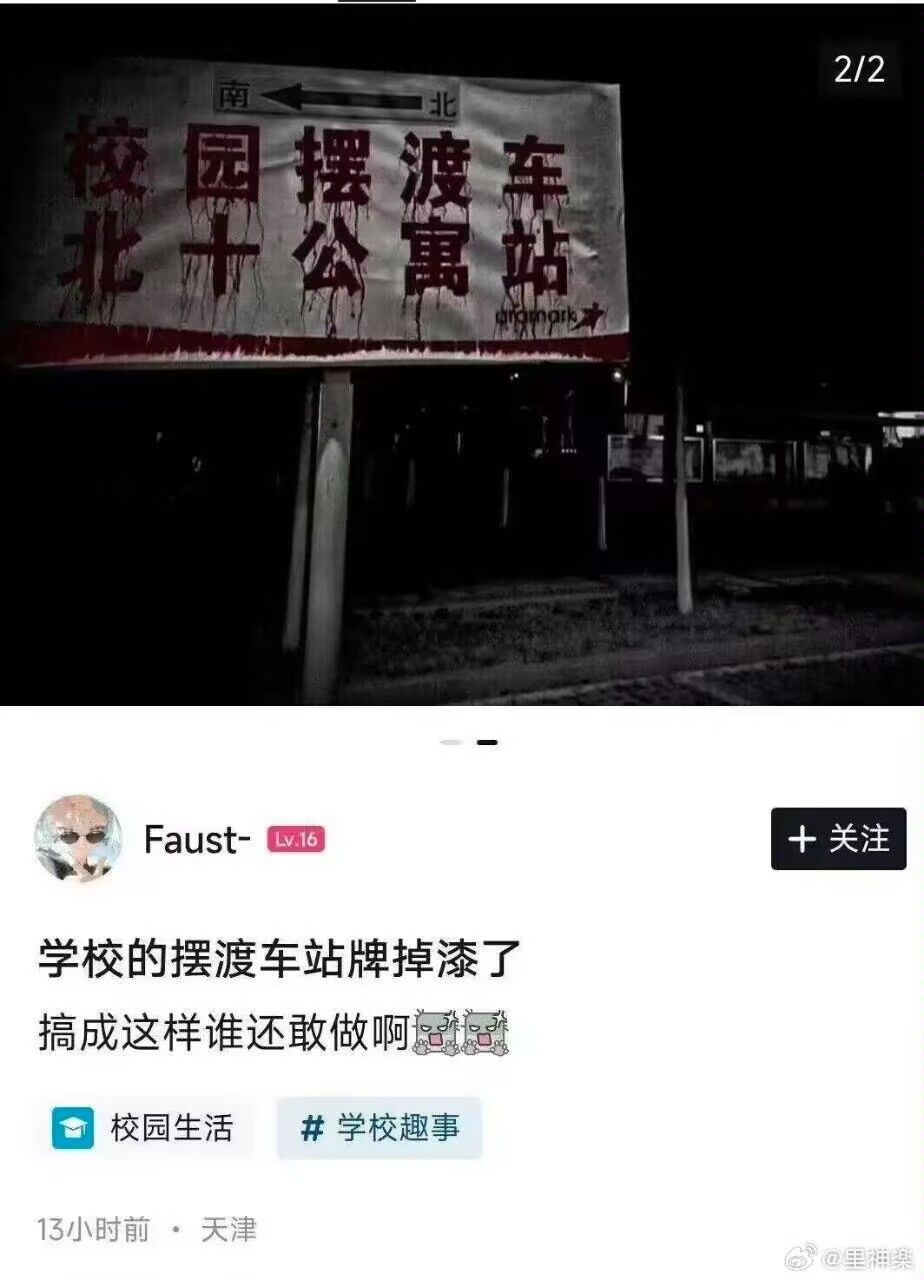 2/2
南 北
校园摆渡车
北十公寓站
aramark
Faust- Lv.16
+ 关注
学校的摆渡车站牌掉漆了
搞成这样谁还敢做啊
校园生活 # 学校趣事
13小时前 · 天津
@里神楽